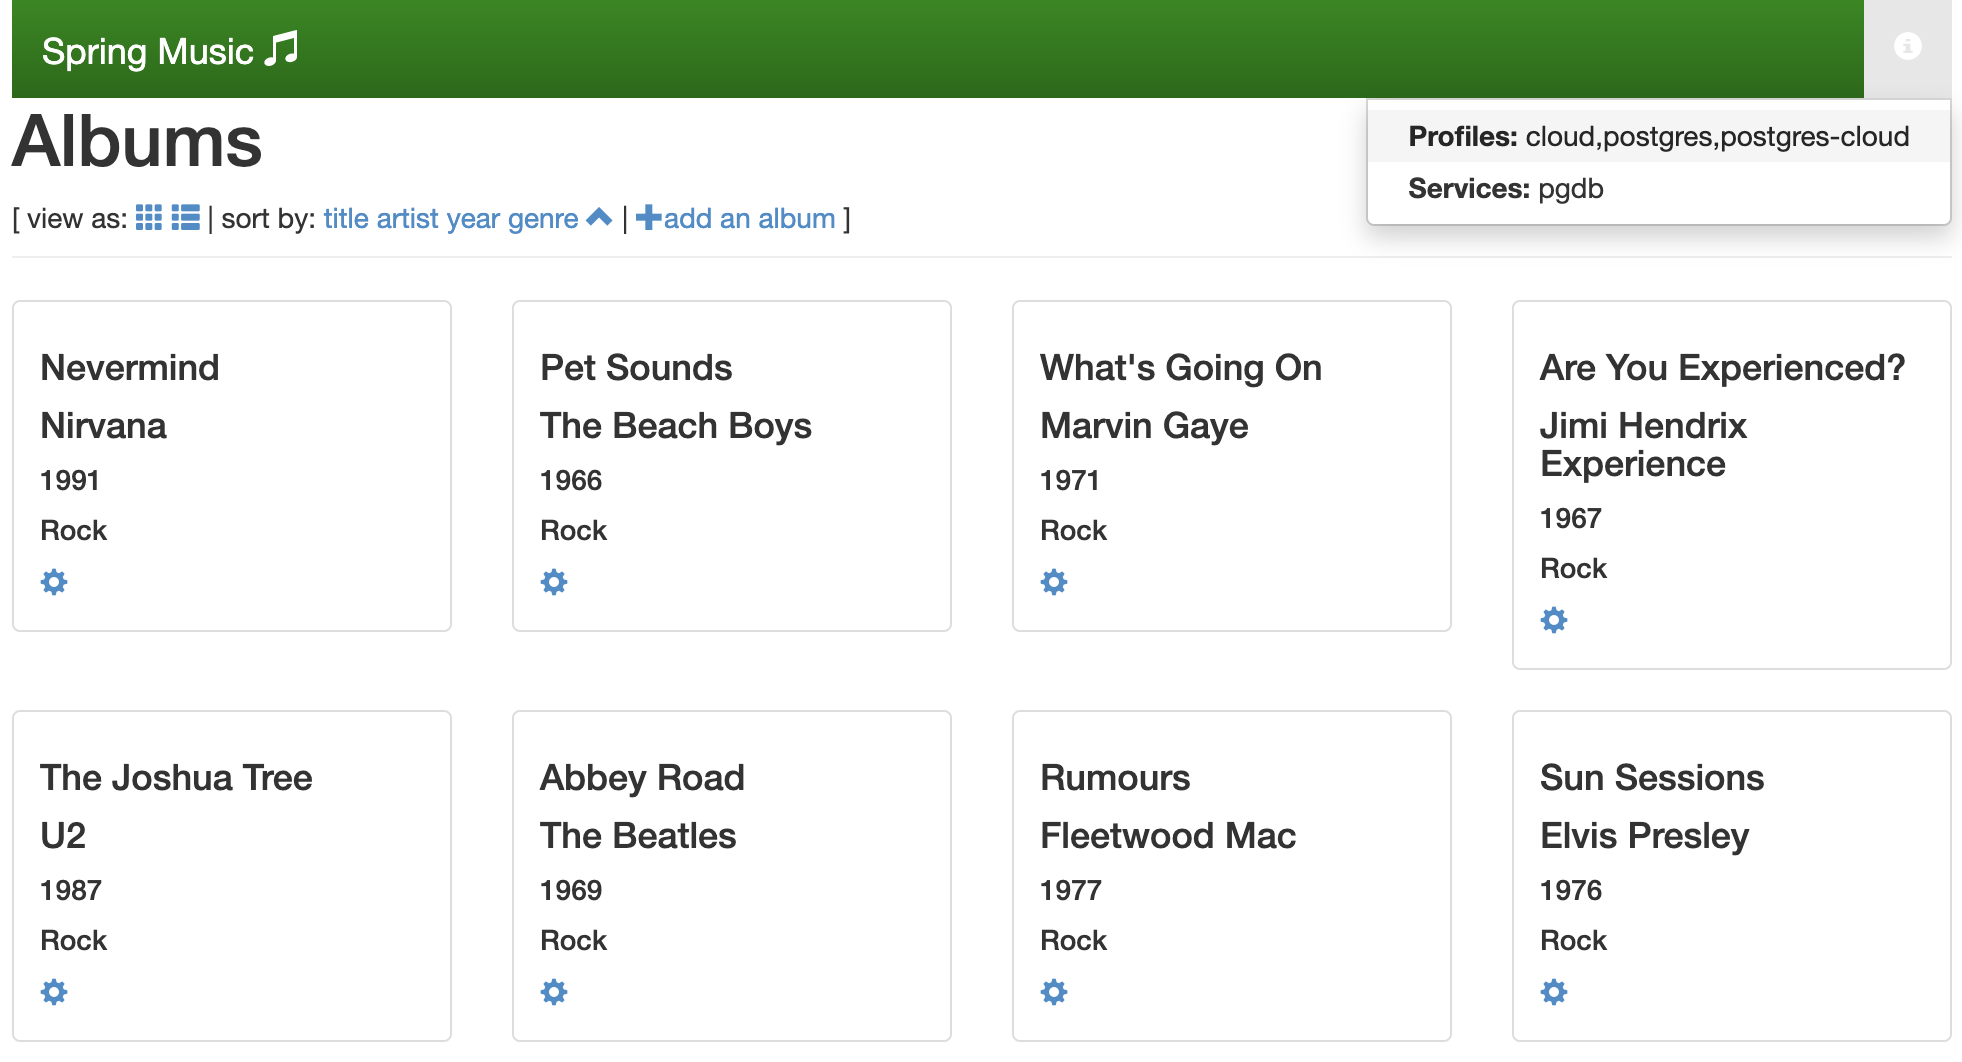 Spring Music
Profiles: cloud,postgres,postgres-cloud
Services: pgdb
Albums
[ view as: | sort by: title artist year genre | add an album ]
Nevermind
Nirvana
1991
Rock
Pet Sounds
The Beach Boys
1966
Rock
What's Going On
Marvin Gaye
1971
Rock
Are You Experienced?
Jimi Hendrix
Experience
1967
Rock
The Joshua Tree
U2
1987
Rock
Abbey Road
The Beatles
1969
Rock
Rumours
Fleetwood Mac
1977
Rock
Sun Sessions
Elvis Presley
1976
Rock